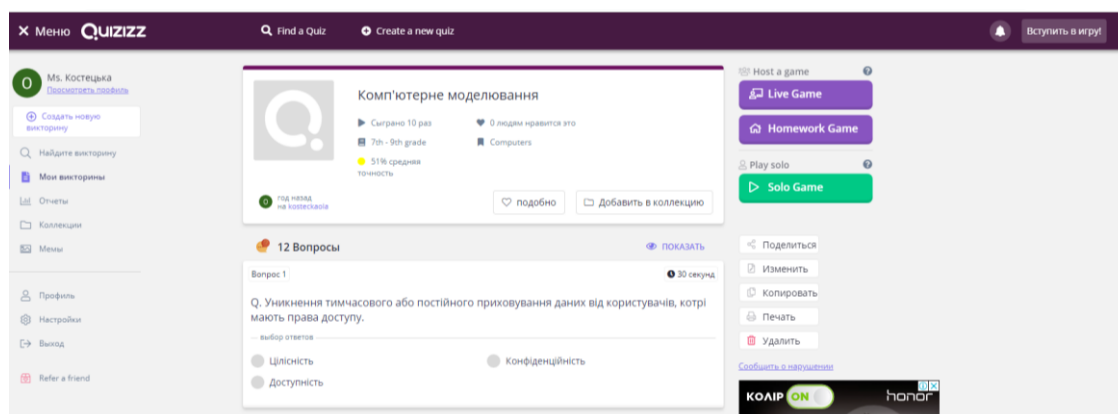 Меню Quizizz
Find a Quiz
Create a new quiz
Вступить в игру!
Ms. Костецька
Просмотреть профиль
Создать новую
викторину
Найдите викторину
Мои викторины
Отчеты
Коллекции
Мемы
Профиль
Настройки
Выход
Refer a friend
Комп'ютерне моделювання
Сыграно 10 раз
0 людям нравится это
7th - 9th grade
Computers
51% средняя
точность
год назад
на kosteckaola
подобно
Добавить в коллекцию
12 Вопросы
ПОКАЗАТЬ
Вопрос 1
30 секунд
Q. Уникнення тимчасового або постійного приховування даних від користувачів, котрі
мають права доступу.
выбор ответов
Цілісність
Конфіденційність
Доступність
Host a game
Live Game
Homework Game
Play solo
Solo Game
Поделиться
Изменить
Копировать
Печать
Удалить
Сообщить о нарушении
КОЛІР ON
honor